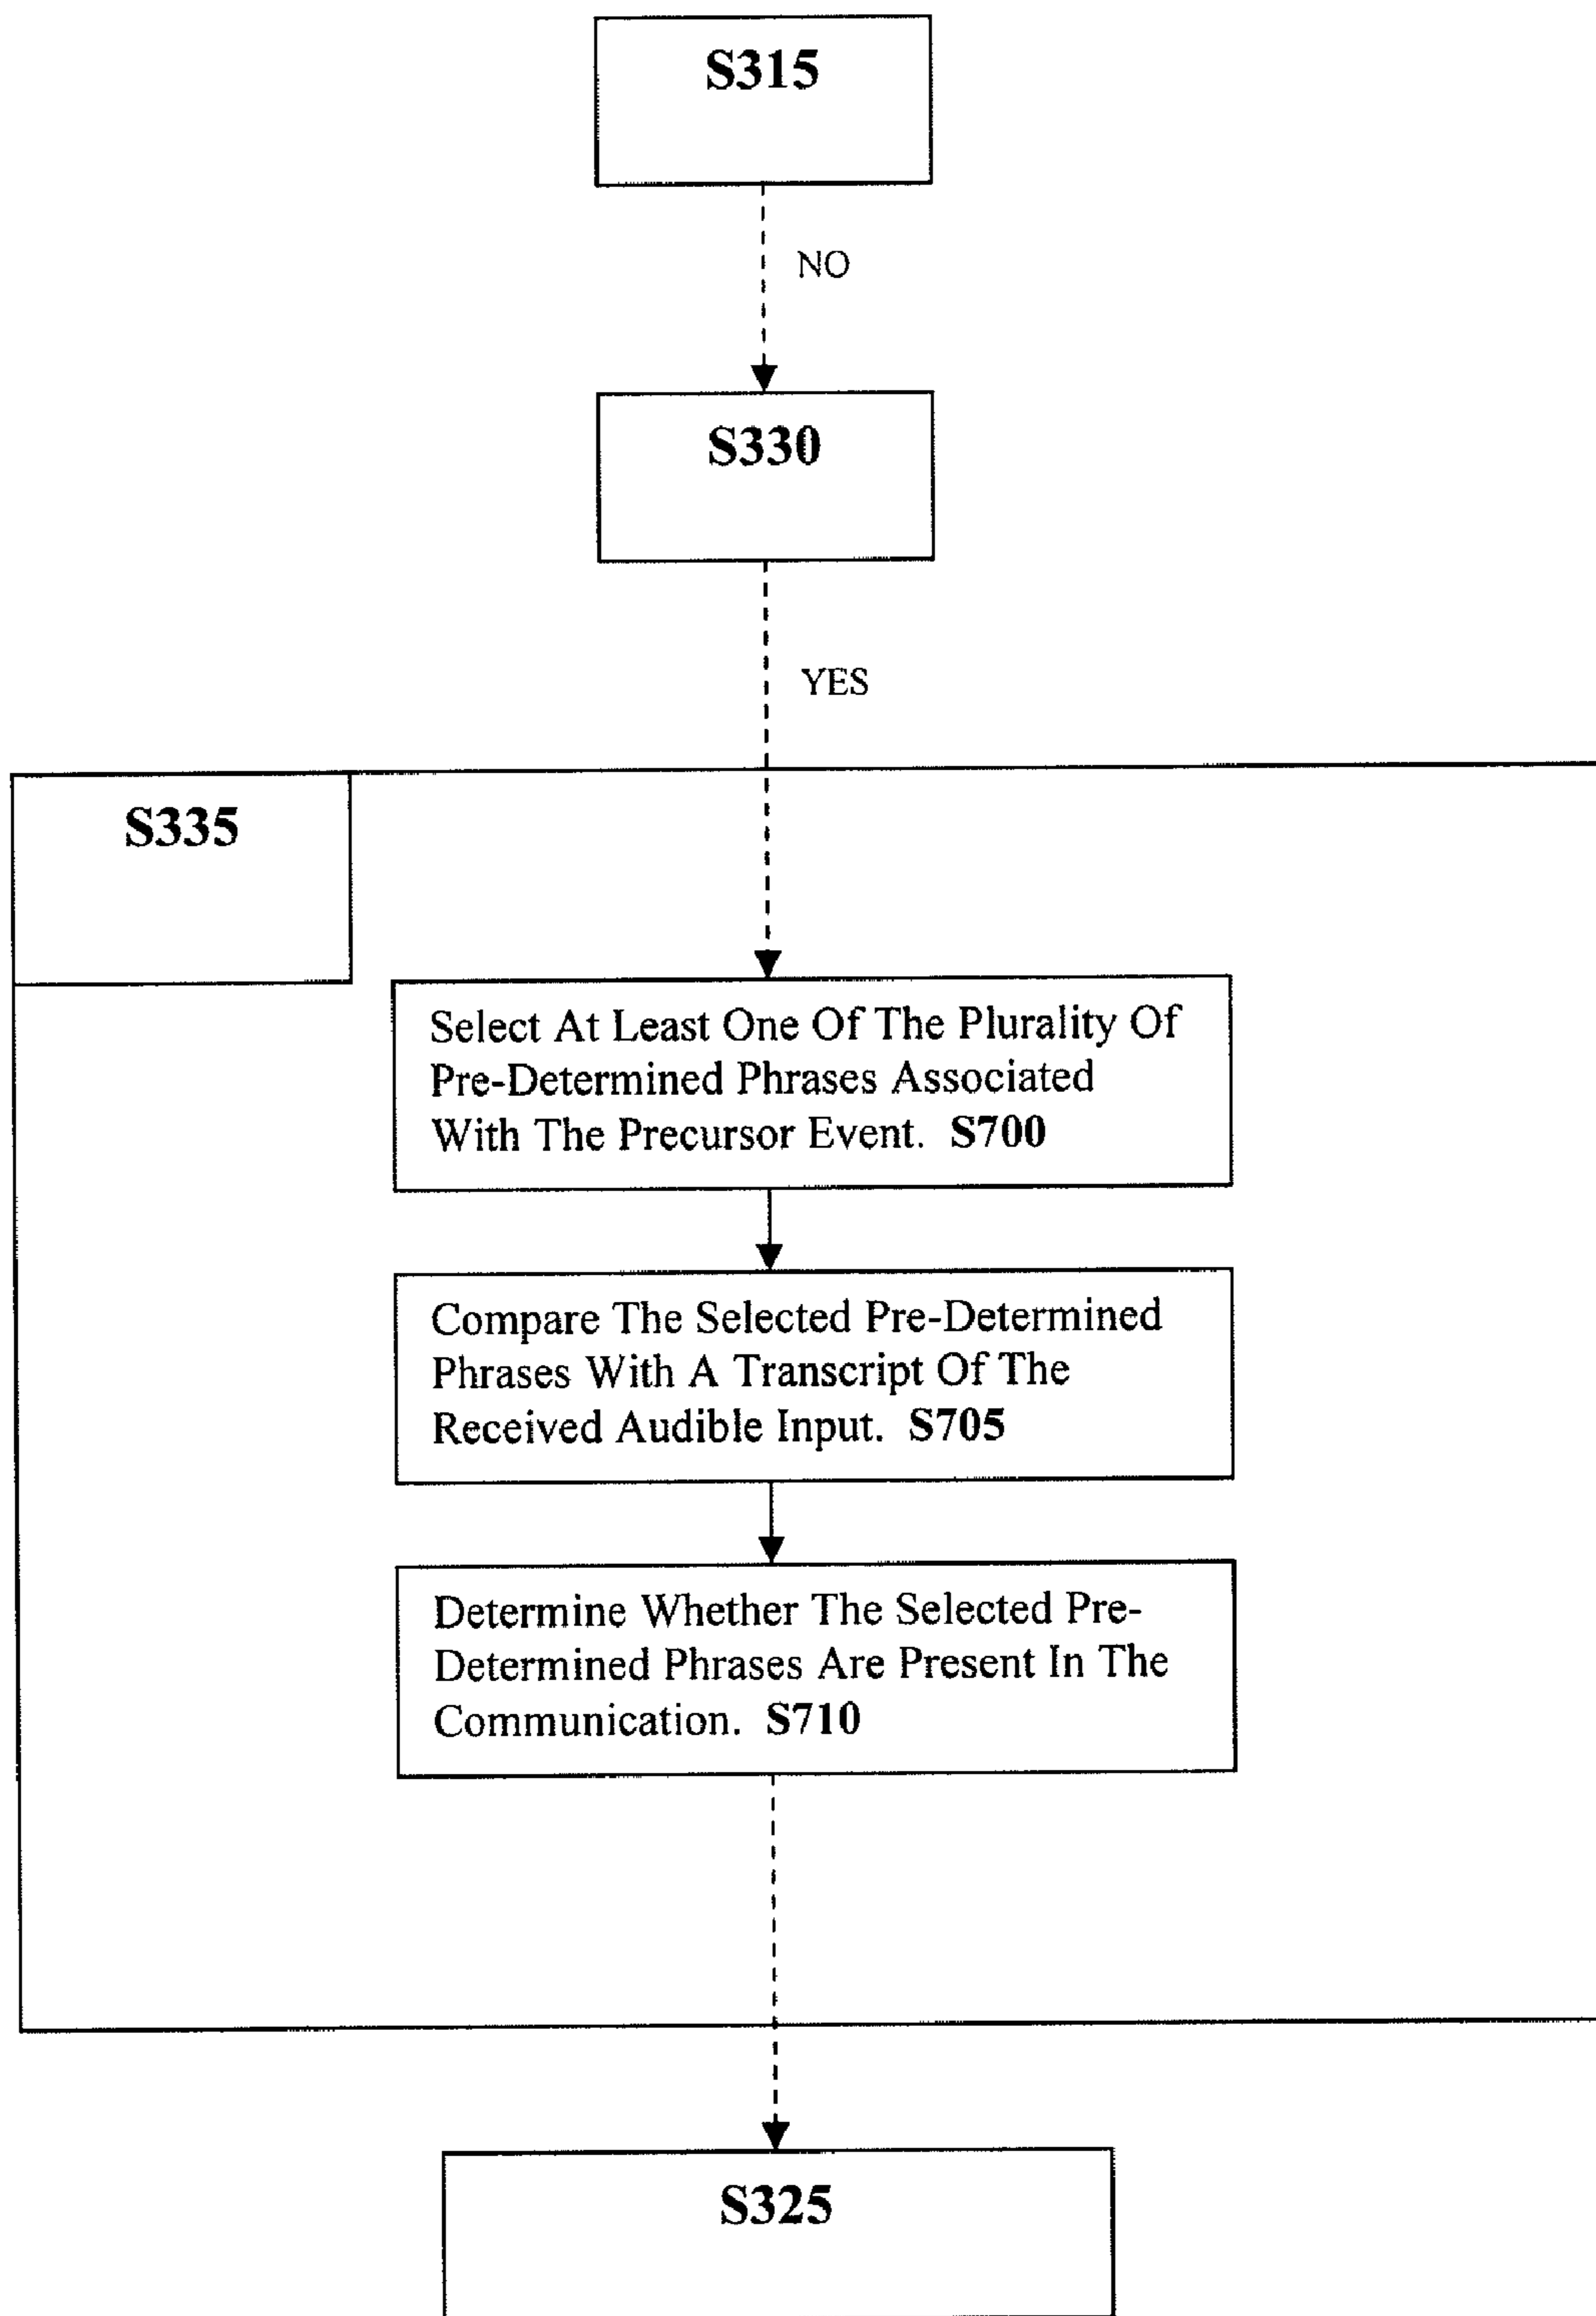 S315
NO
S330
YES
S335
Select At Least One Of The Plurality Of
Pre-Determined Phrases Associated
With The Precursor Event. S700
Compare The Selected Pre-Determined
Phrases With A Transcript Of The
Received Audible Input. S705
Determine Whether The Selected Pre-
Determined Phrases Are Present In The
Communication. S710
S325